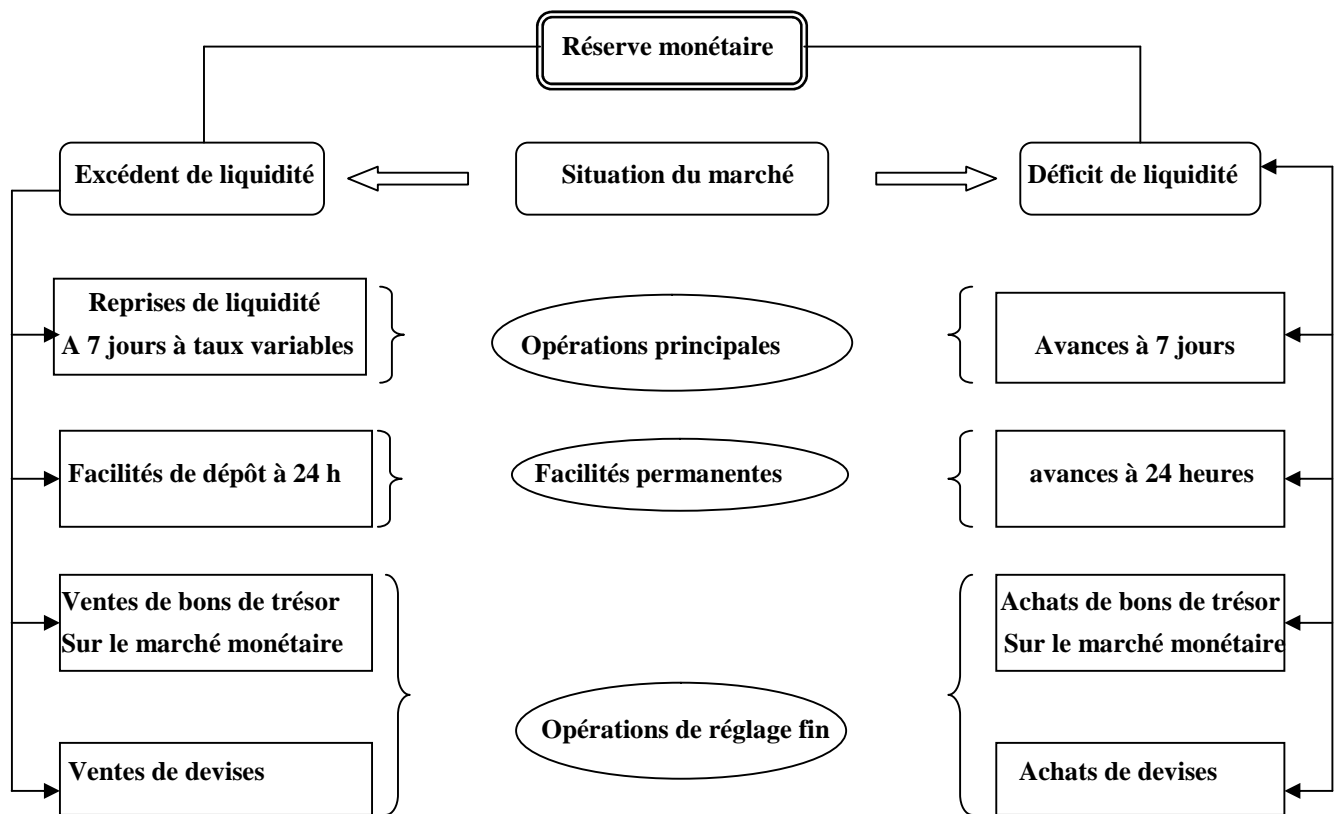 Réserve monétaire
Excédent de liquidité
Situation du marché
Déficit de liquidité
Reprises de liquidité
A 7 jours à taux variables
Opérations principales
Avances à 7 jours
Facilités de dépôt à 24 h
Facilités permanentes
avances à 24 heures
Ventes de bons de trésor
Sur le marché monétaire
Achats de bons de trésor
Sur le marché monétaire
Opérations de réglage fin
Ventes de devises
Achats de devises